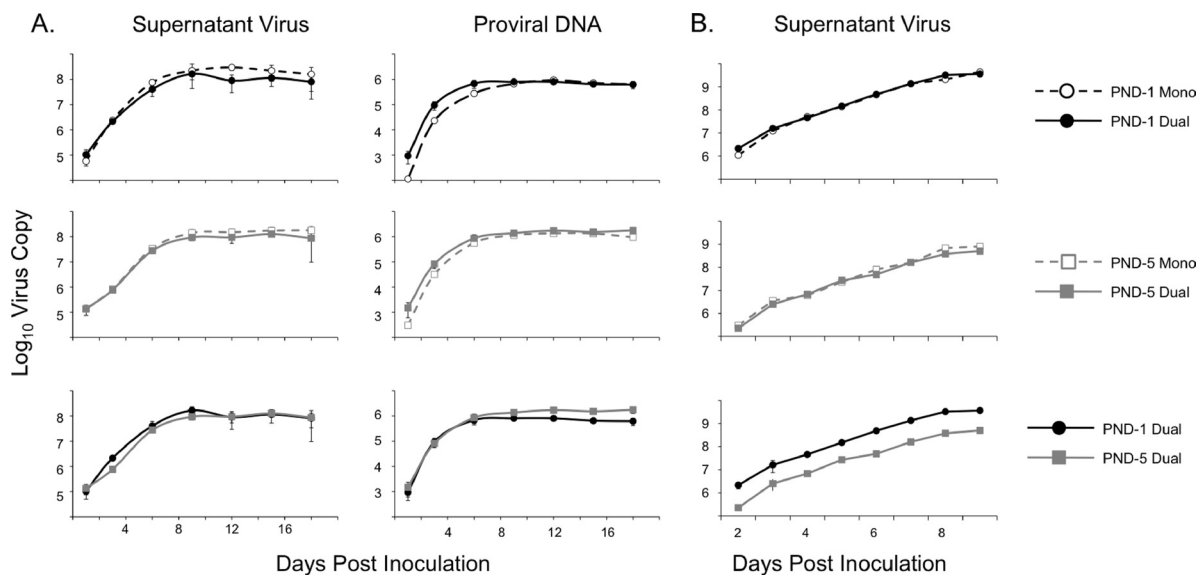 A.
Supernatant Virus
Proviral DNA
B.
Supernatant Virus
Log10 Virus Copy
8
7
6
5
6
5
4
3
9
8
7
6
PND-1 Mono
PND-1 Dual
8
7
6
5
6
5
4
3
9
8
7
6
PND-5 Mono
PND-5 Dual
8
7
6
5
6
5
4
3
9
8
7
6
PND-1 Dual
PND-5 Dual
4 8 12 16
4 8 12 16
2 4 6 8
Days Post Inoculation
Days Post Inoculation